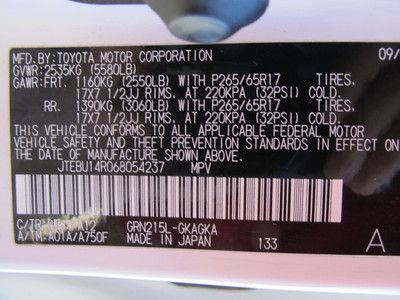 MFD. BY: TOYOTA MOTOR CORPORATION 09/
GVWR: 2535KG (5580LB)
GAWR: FRT. 1160KG (2550LB) WITH P265/65R17 TIRES,
17X7 1/2JJ RIMS, AT 220KPA (32PSI) COLD.
RR. 1390KG (3060LB) WITH P265/65R17 TIRES,
17X7 1/2JJ RIMS, AT 220KPA (32PSI) COLD.
THIS VEHICLE CONFORMS TO ALL APPLICABLE FEDERAL MOTOR
VEHICLE SAFETY AND THEFT PREVENTION STANDARDS IN EFFECT
ON THE DATE OF MANUFACTURE SHOWN ABOVE.
JTEBU14R068054237 MPV
C/TR: GRN215L-GKAGKA
A/TM: A01A/A750F MADE IN JAPAN 133 A